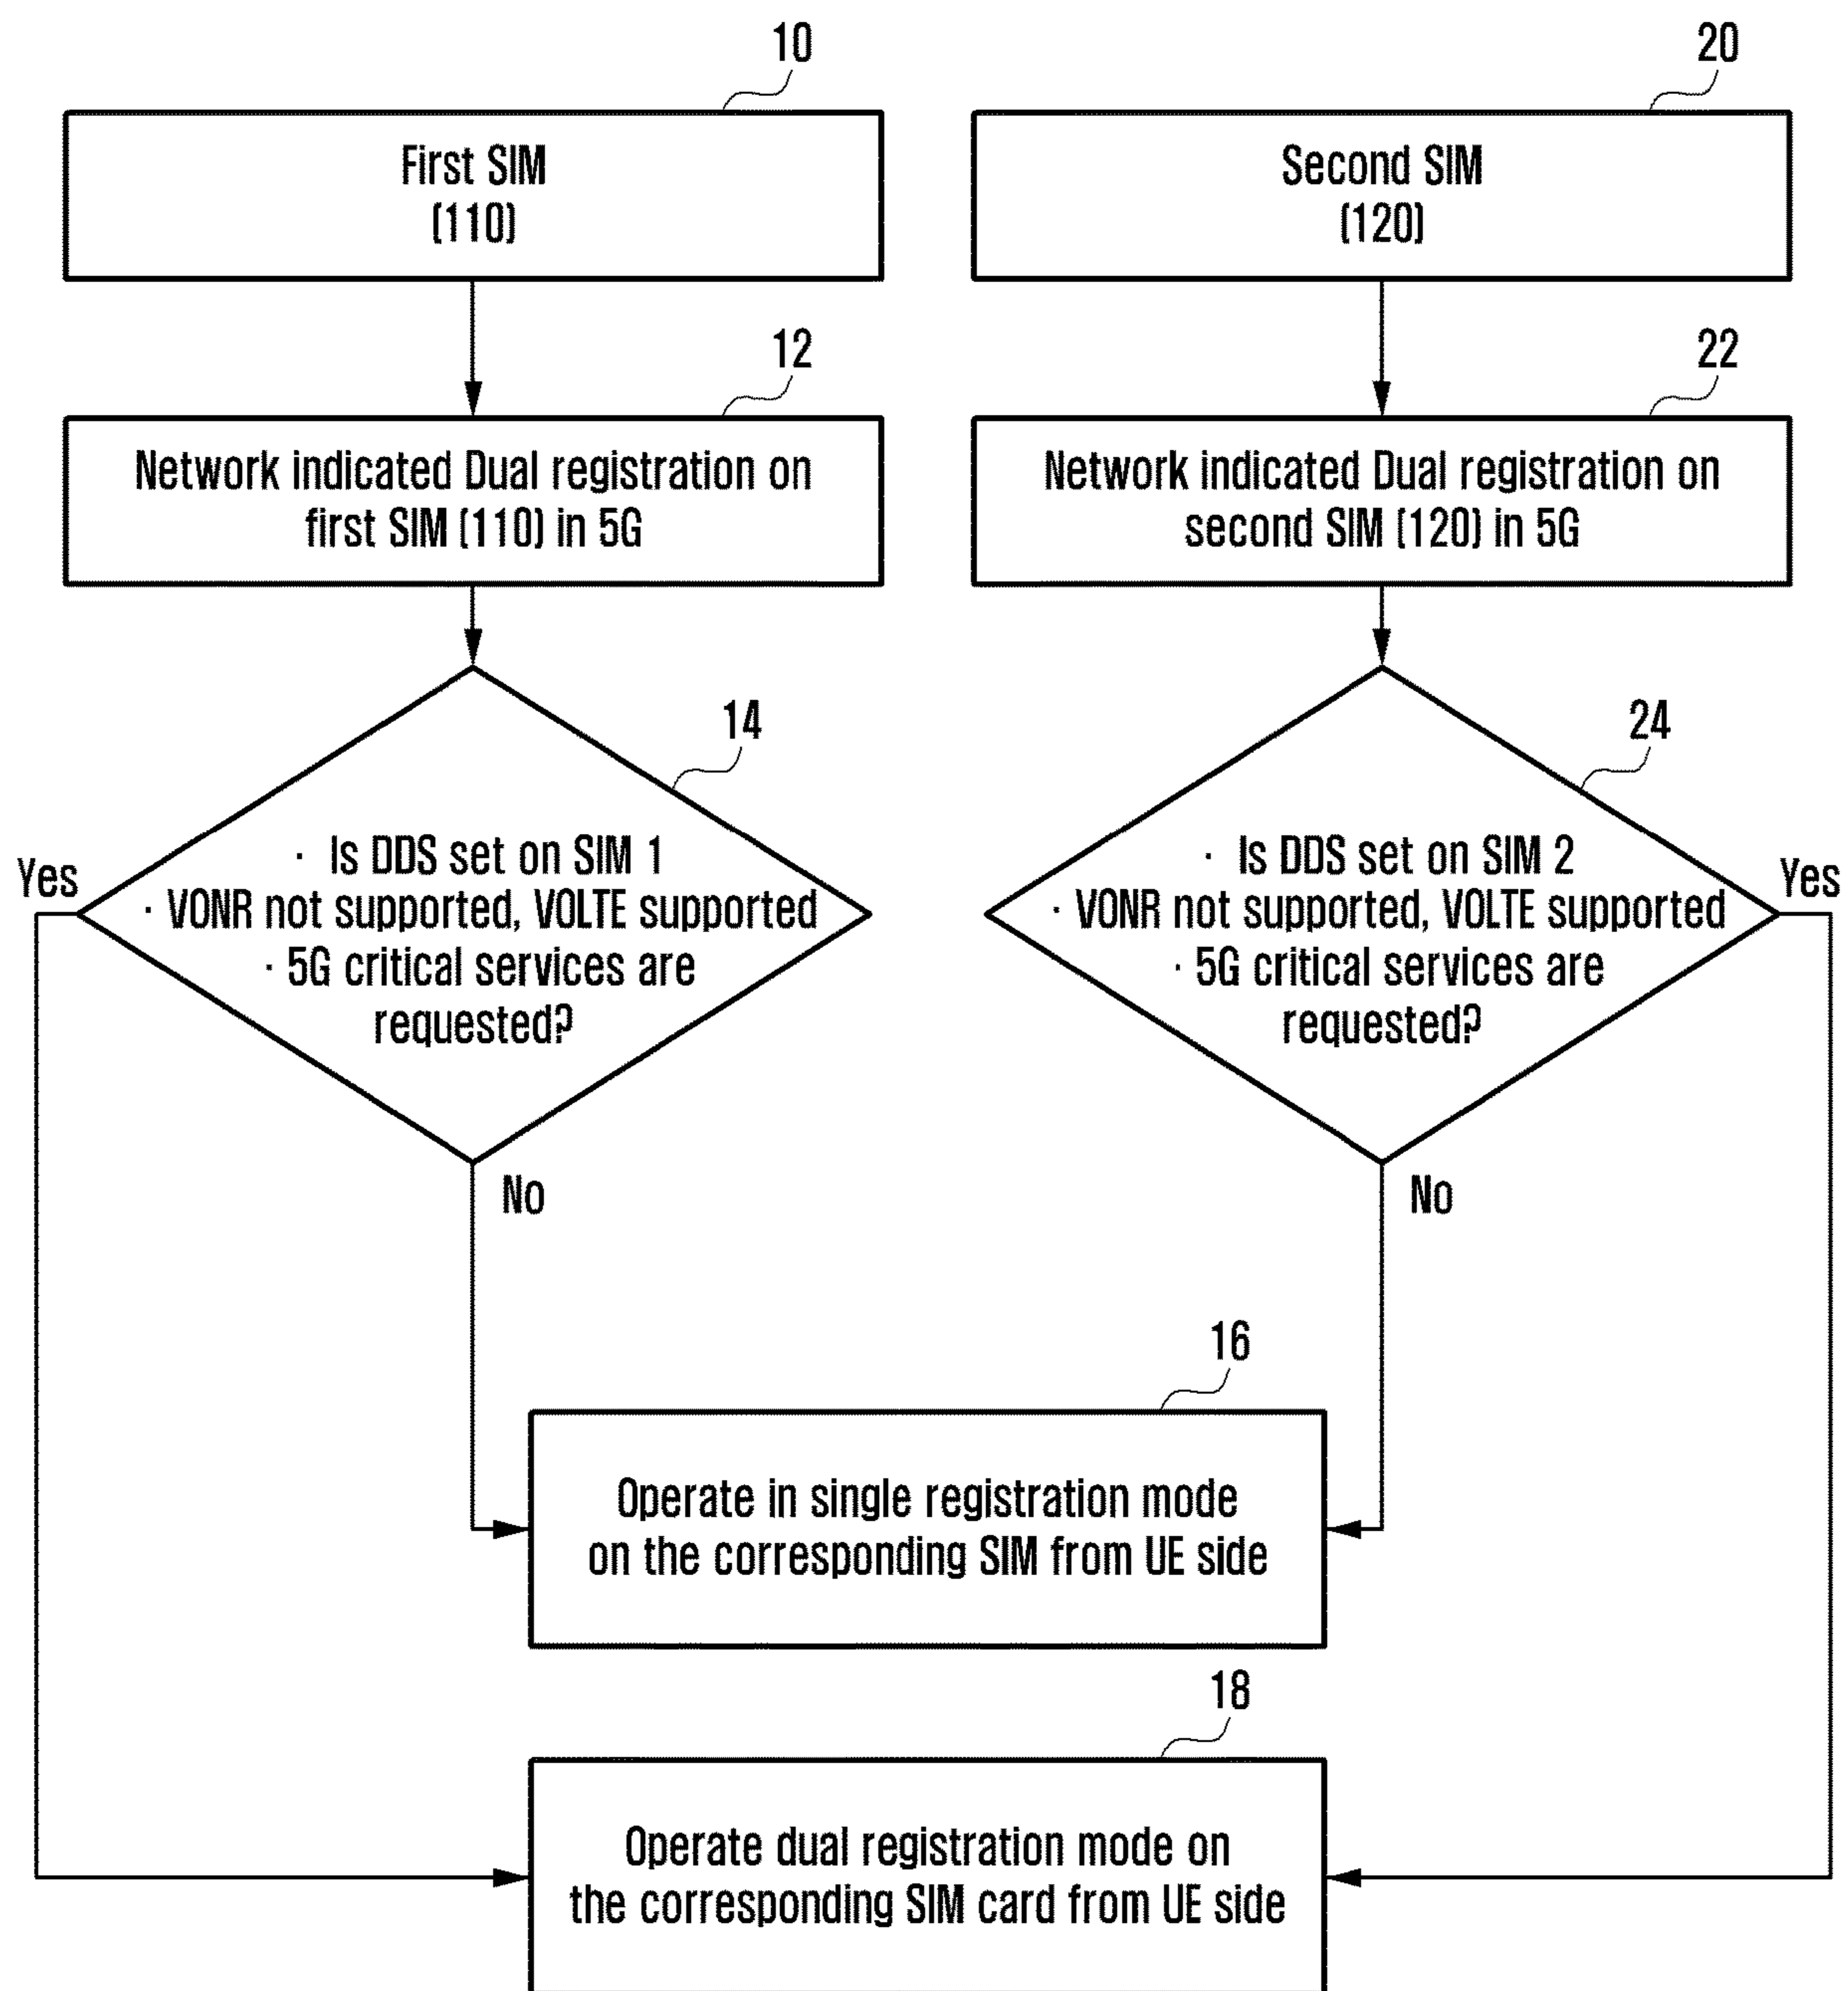 10
First SIM
(110)
20
Second SIM
(120)
12
Network indicated Dual registration on
first SIM (110) in 5G
22
Network indicated Dual registration on
second SIM (120) in 5G
14
· Is DDS set on SIM 1
· VONR not supported, VOLTE supported
· 5G critical services are
requested?
Yes
No
24
· Is DDS set on SIM 2
· VONR not supported, VOLTE supported
· 5G critical services are
requested?
Yes
No
16
Operate in single registration mode
on the corresponding SIM from UE side
18
Operate dual registration mode on
the corresponding SIM card from UE side